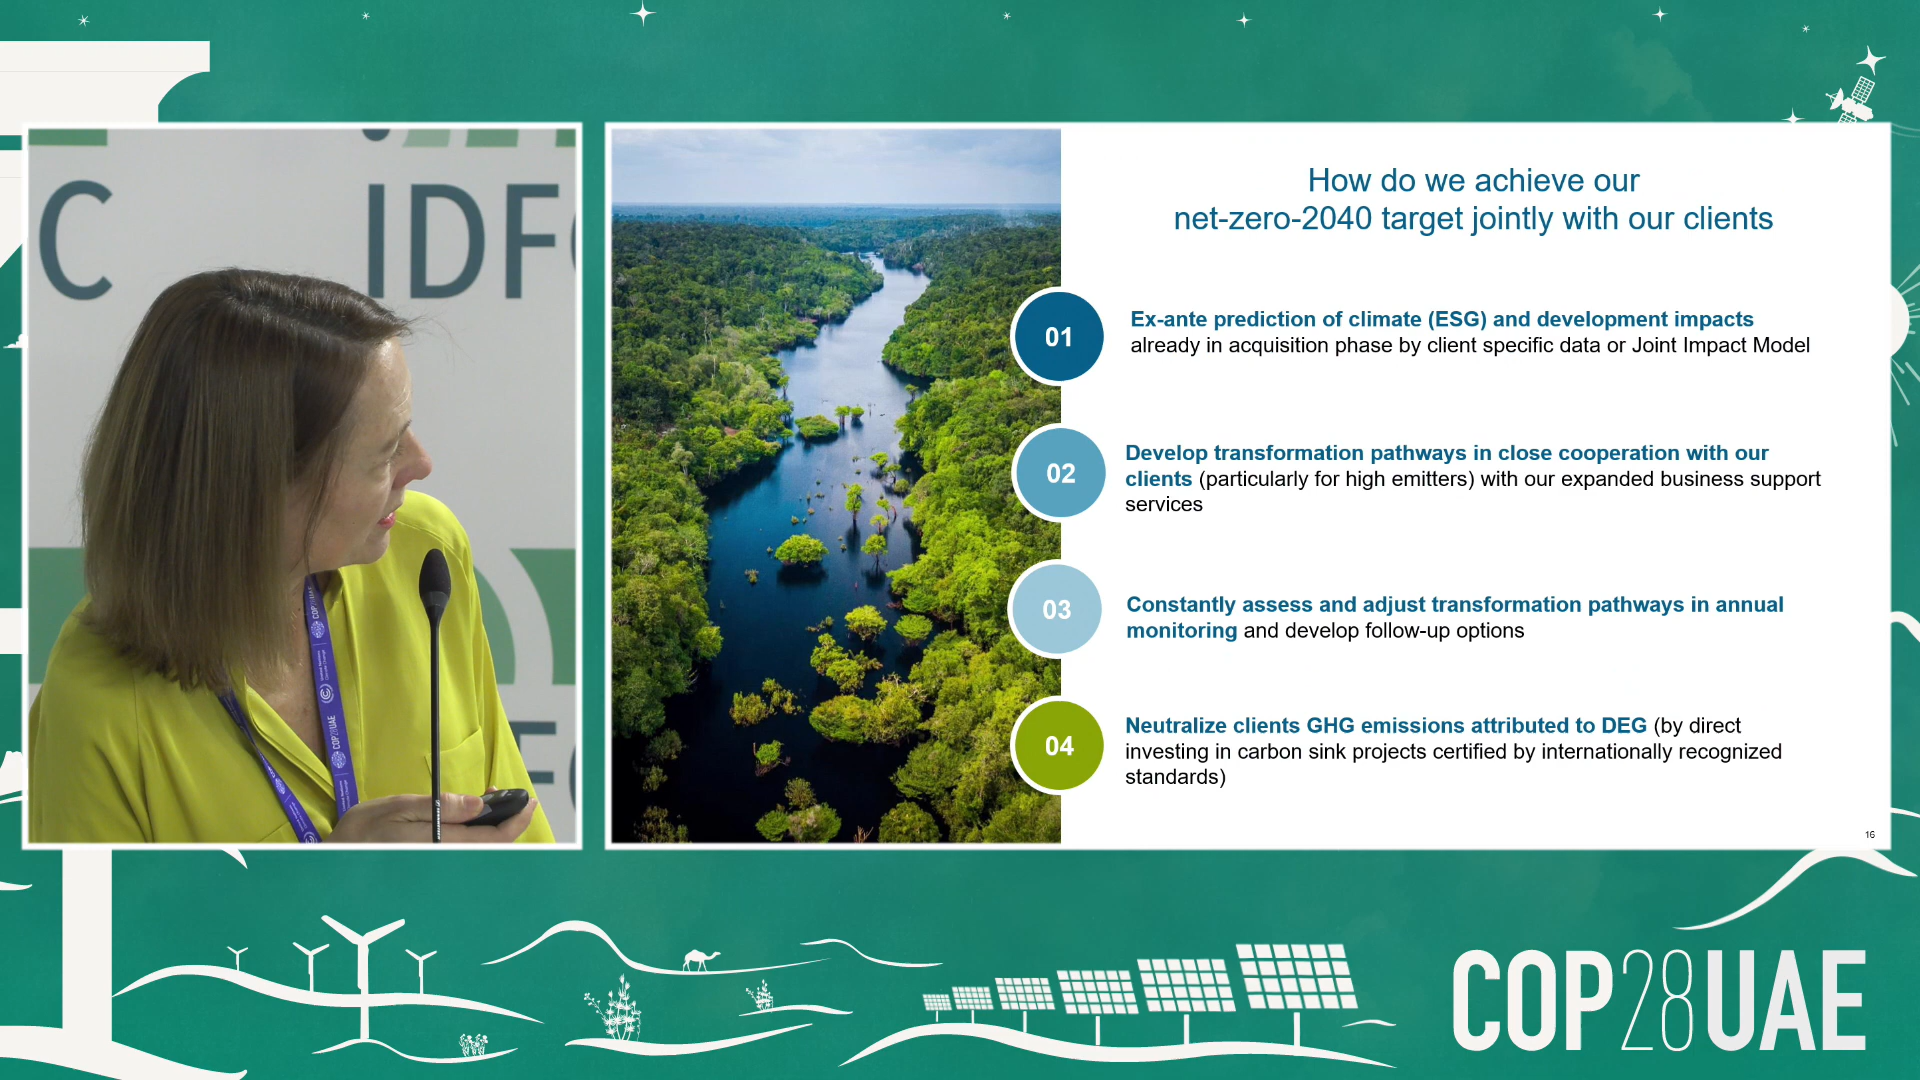 C IDF
How do we achieve our
net-zero-2040 target jointly with our clients
01
Ex-ante prediction of climate (ESG) and development impacts
already in acquisition phase by client specific data or Joint Impact Model
02
Develop transformation pathways in close cooperation with our
clients (particularly for high emitters) with our expanded business support
services
03
Constantly assess and adjust transformation pathways in annual
monitoring and develop follow-up options
04
Neutralize clients GHG emissions attributed to DEG (by direct
investing in carbon sink projects certified by internationally recognized
standards)
16
COP28UAE
COP28UAE